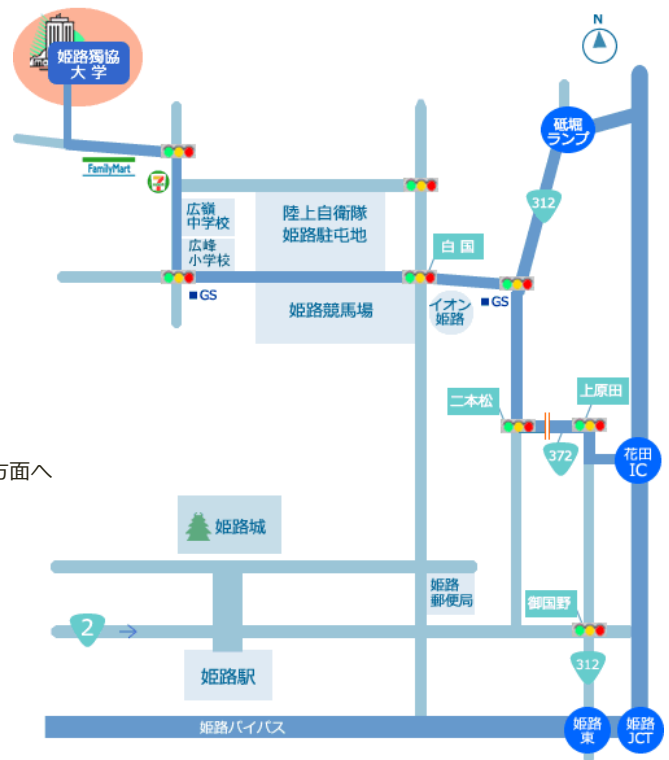 N
姫路獨協
大 学
砥堀
ランプ
FamilyMart
7
312
広嶺
中学校
陸上自衛隊
姫路駐屯地
広峰
小学校
白 国
GS
姫路競馬場
イオン
姫路
GS
二本松
上原田
372
花田
IC
方面へ
姫路城
姫路
郵便局
御国野
2
→
312
姫路駅
姫路バイパス
姫路
東
姫路
JCT